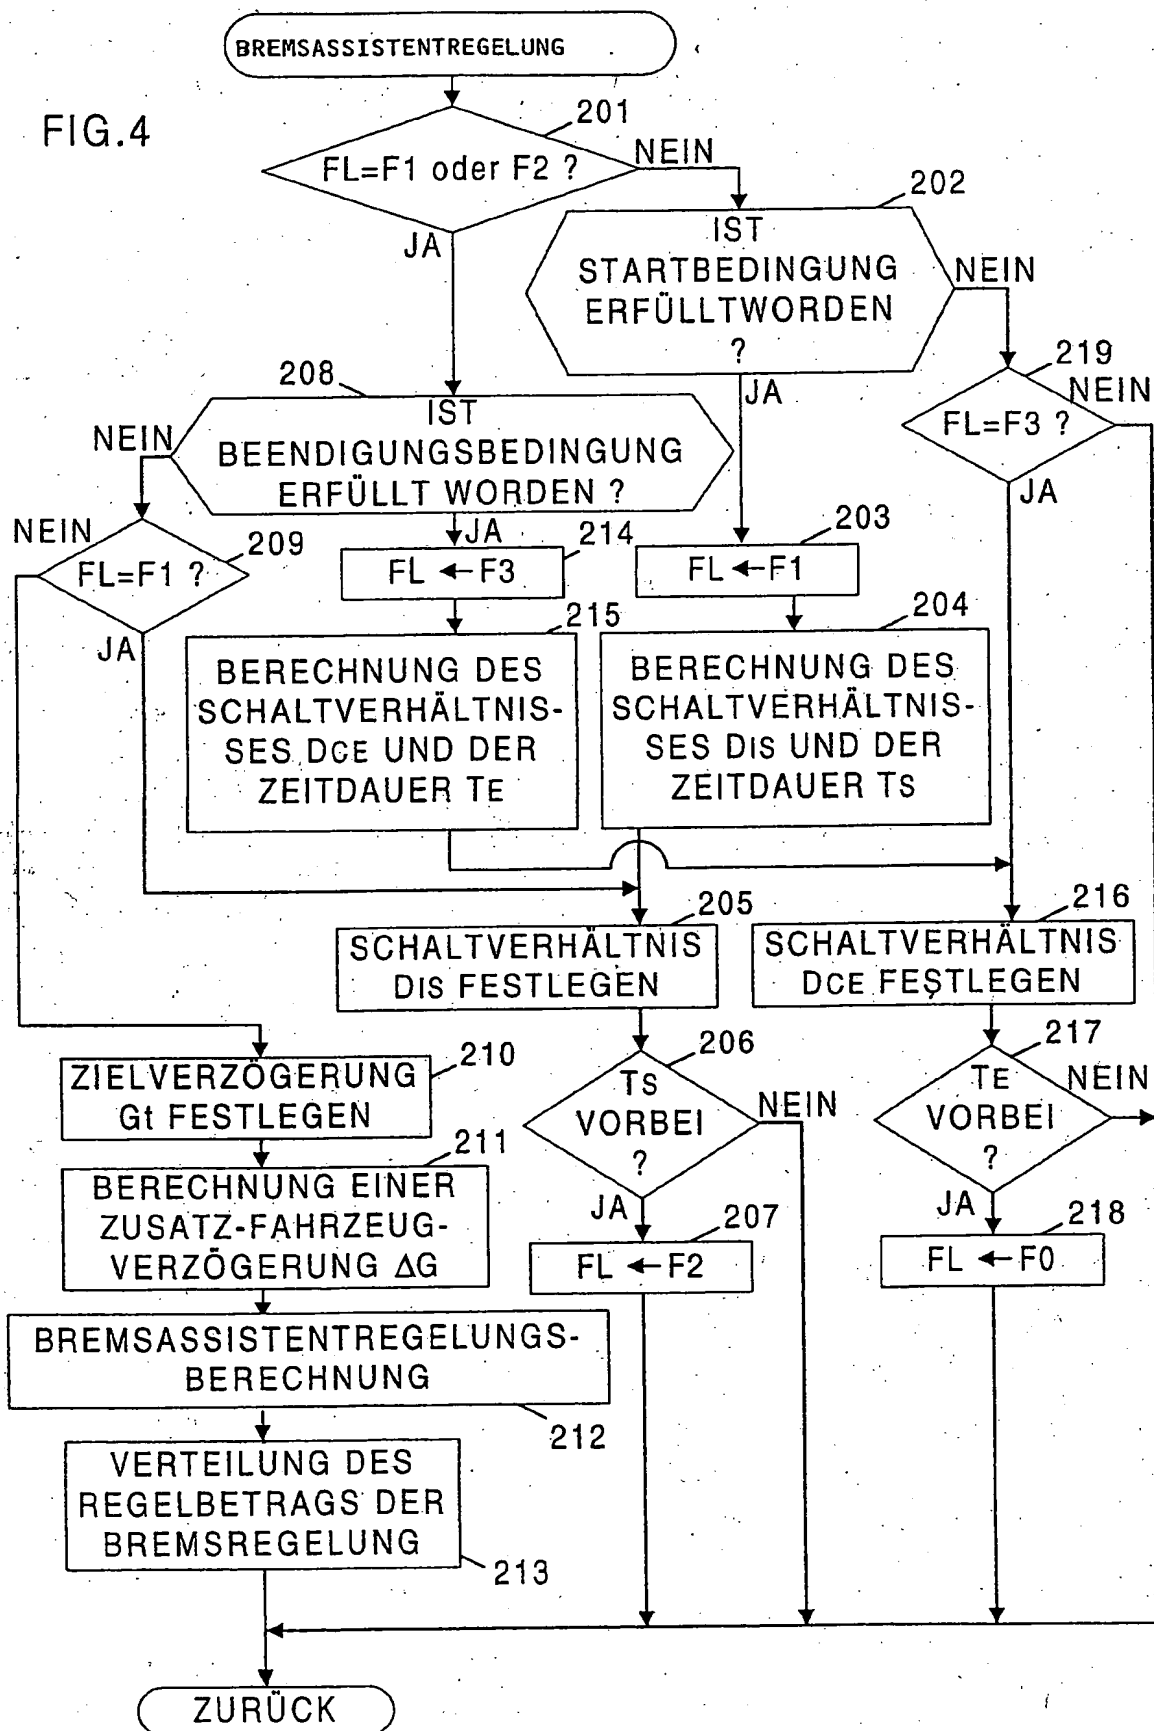 BREMSASSISTENTREGELUNG
FIG.4
201
FL=F1 oder F2 ?
NEIN
JA
202
IST
STARTBEDINGUNG
ERFÜLLTWORDEN
?
NEIN
JA
219
FL=F3 ?
NEIN
JA
208
IST
BEENDIGUNGSBEDINGUNG
ERFÜLLT WORDEN ?
NEIN
JA
209
FL=F1 ?
NEIN
JA
214
FL ←F3
203
FL ←F1
215
BERECHNUNG DES
SCHALTVERHÄLTNIS-
SES DCE UND DER
ZEITDAUER TE
204
BERECHNUNG DES
SCHALTVERHÄLTNIS-
SES DIS UND DER
ZEITDAUER TS
205
SCHALTVERHÄLTNIS
DIS FESTLEGEN
216
SCHALTVERHÄLTNIS
DCE FESTLEGEN
206
TS
VORBEI
?
NEIN
JA
217
TE
VORBEI
?
NEIN
JA
207
FL ←F2
218
FL ←F0
210
ZIELVERZÖGERUNG
Gt FESTLEGEN
211
BERECHNUNG EINER
ZUSATZ-FAHRZEUG-
VERZÖGERUNG ΔG
BREMSASSISTENTREGELUNGS-
BERECHNUNG
212
VERTEILUNG DES
REGELBETRAGS DER
BREMSREGELUNG
213
ZURÜCK